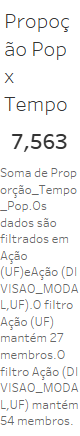 Propoç
ão Pop
x
Tempo
7,563
Soma de Prop
orção_Tempo
_Pop.Os
dados são
filtrados em
Ação
(UF)eAção (DI
VISAO_MODA
L,UF).O filtro
Ação (UF)
mantém 27
membros.O
filtro Ação (DI
VISAO_MODA
L,UF) mantém
54 membros.